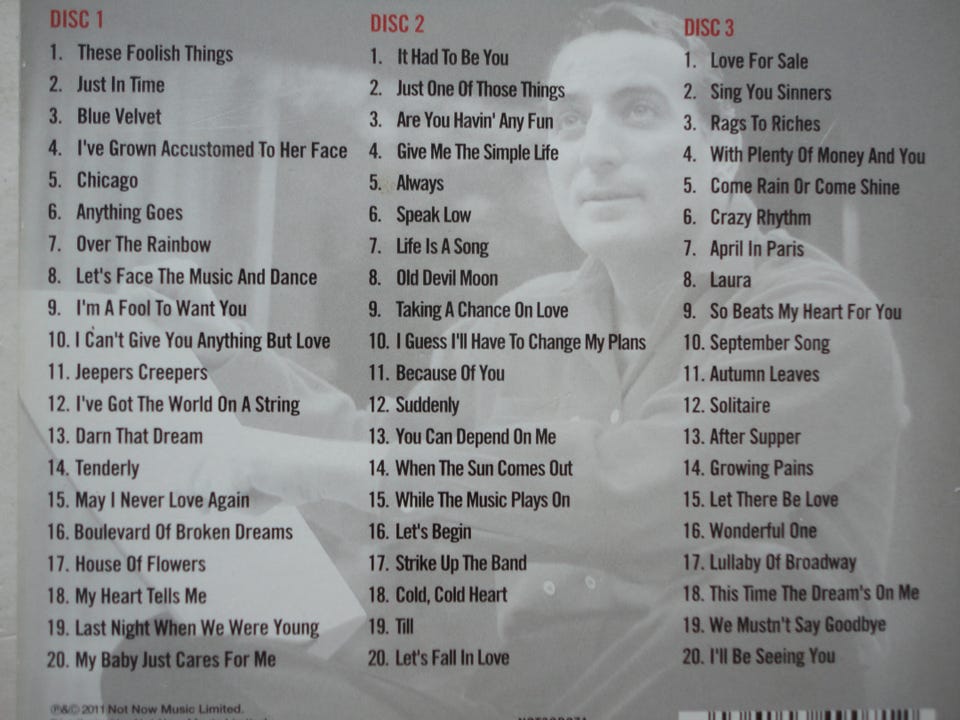 DISC 1
1. These Foolish Things
2. Just In Time
3. Blue Velvet
4. I've Grown Accustomed To Her Face
5. Chicago
6. Anything Goes
7. Over The Rainbow
8. Let's Face The Music And Dance
9. I'm A Fool To Want You
10. I Can't Give You Anything But Love
11. Jeepers Creepers
12. I've Got The World On A String
13. Darn That Dream
14. Tenderly
15. May I Never Love Again
16. Boulevard Of Broken Dreams
17. House Of Flowers
18. My Heart Tells Me
19. Last Night When We Were Young
20. My Baby Just Cares For Me
DISC 2
1. It Had To Be You
2. Just One Of Those Things
3. Are You Havin' Any Fun
4. Give Me The Simple Life
5. Always
6. Speak Low
7. Life Is A Song
8. Old Devil Moon
9. Taking A Chance On Love
10. I Guess I'll Have To Change My Plans
11. Because Of You
12. Suddenly
13. You Can Depend On Me
14. When The Sun Comes Out
15. While The Music Plays On
16. Let's Begin
17. Strike Up The Band
18. Cold, Cold Heart
19. Till
20. Let's Fall In Love
DISC 3
1. Love For Sale
2. Sing You Sinners
3. Rags To Riches
4. With Plenty Of Money And You
5. Come Rain Or Come Shine
6. Crazy Rhythm
7. April In Paris
8. Laura
9. So Beats My Heart For You
10. September Song
11. Autumn Leaves
12. Solitaire
13. After Supper
14. Growing Pains
15. Let There Be Love
16. Wonderful One
17. Lullaby Of Broadway
18. This Time The Dream's On Me
19. We Mustn't Say Goodbye
20. I'll Be Seeing You
℗&© 2011 Not Now Music Limited.